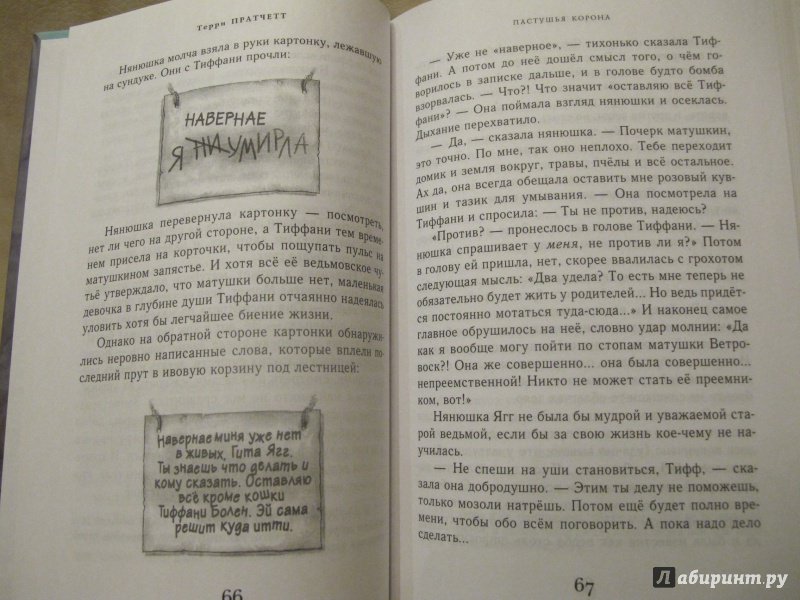 Терри ПРАТЧЕТТ
Нянюшка молча взяла в руки картонку, лежавшую
на сундуке. Они с Тиффани прочли:
НАВЕРНАЕ
Я НИ УМИРЛА
Нянюшка перевернула картонку — посмотреть,
нет ли чего на другой стороне, а Тиффани тем време-
нем присела на корточки, чтобы пощупать пульс на
матушкином запястье. И хотя всё её ведьмовское чу-
тьё утверждало, что матушки больше нет, маленькая
девочка в глубине души Тиффани отчаянно надеялась
уловить хотя бы легчайшее биение жизни.
Однако на обратной стороне картонки обнаружи-
лись неровно написанные слова, которые вплели по-
следний прут в ивовую корзину под лестницей:
Навернае миня уже нет
в живых, Гита Ягг.
Ты знаешь что делать и
кому сказать. Оставляю
всё кроме кошки
Тиффани Болен. Эй сама
решит куда итти.
66
ПАСТУШЬЯ КОРОНА
— Уже не «наверное», — тихонько сказала Тиф-
фани. А потом до неё дошёл смысл того, о чём го-
ворилось в записке дальше, и в голове будто бомба
взорвалась. — Что?! Что значит «оставляю всё Тиф-
фани»? — Она поймала взгляд нянюшки и осеклась.
Дыхание перехватило.
— Да, — сказала нянюшка. — Почерк матушкин,
это точно. По мне, так оно неплохо. Тебе переходит
домик и земля вокруг, травы, пчёлы и всё остальное.
Ах да, она всегда обещала оставить мне розовый кув-
шин и тазик для умывания. — Она посмотрела на
Тиффани и спросила: — Ты не против, надеюсь?
«Против? — пронеслось в голове Тиффани. — Ня-
нюшка спрашивает у меня, не против ли я?» Потом
в голову ей пришла, нет, скорее ввалилась с грохотом
следующая мысль: «Два удела? То есть мне теперь не
обязательно будет жить у родителей... Но ведь придёт-
ся постоянно мотаться туда-сюда...» И наконец самое
главное обрушилось на неё, словно удар молнии: «Да
как я вообще могу пойти по стопам матушки Ветро-
воск?! Она же совершенно... она была совершенно...
непреемственной! Никто не может стать её преемни-
ком, вот!»
Нянюшка Ягг не была бы мудрой и уважаемой ста-
рой ведьмой, если бы за свою жизнь кое-чему не на-
училась.
— Не спеши на уши становиться, Тифф, — ска-
зала она добродушно. — Этим ты делу не поможешь,
только мозоли натрёшь. Потом ещё будет полно вре-
мени, чтобы обо всём поговорить. А пока надо дело
сделать...
67
Лабиринт.ру